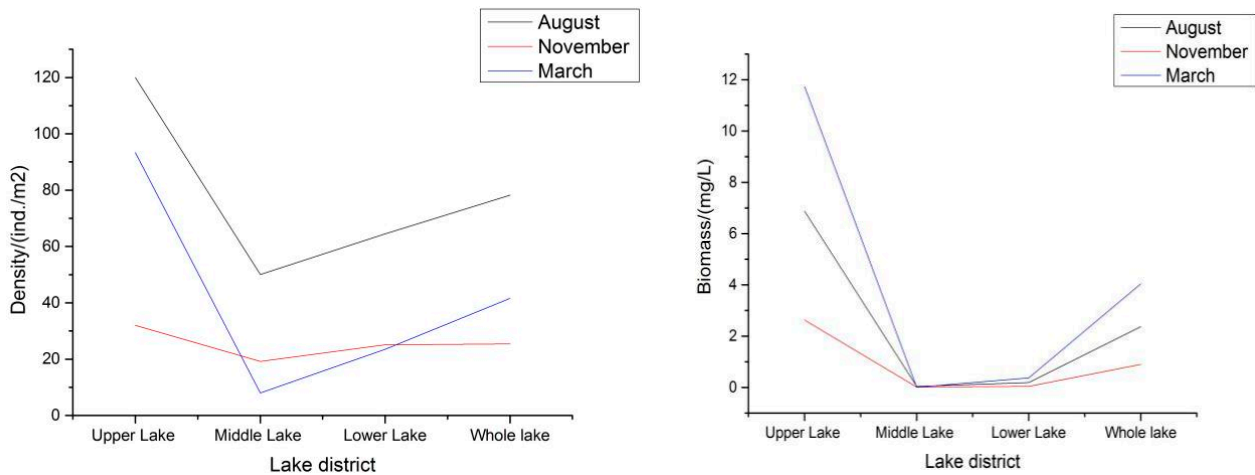 August
November
March
120
100
80
60
40
20
0
Density/(ind./m2)
Upper Lake
Middle Lake
Lower Lake
Whole lake
Lake district
August
November
March
12
10
8
6
4
2
0
Biomass/(mg/L)
Upper Lake
Middle Lake
Lower Lake
Whole lake
Lake district